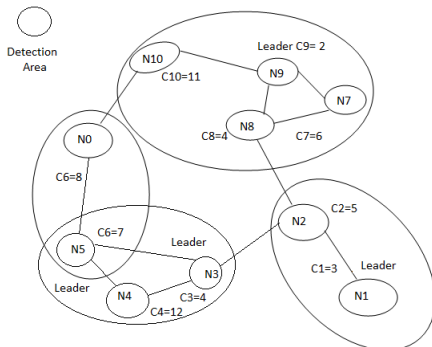 Detection
Area
N10
C10=11
Leader C9= 2
N9
N7
N8
C8=4
C7=6
N0
C6=8
N5
C6=7
Leader
N3
Leader
N4
C3=4
C4=12
N2
C2=5
C1=3
Leader
N1